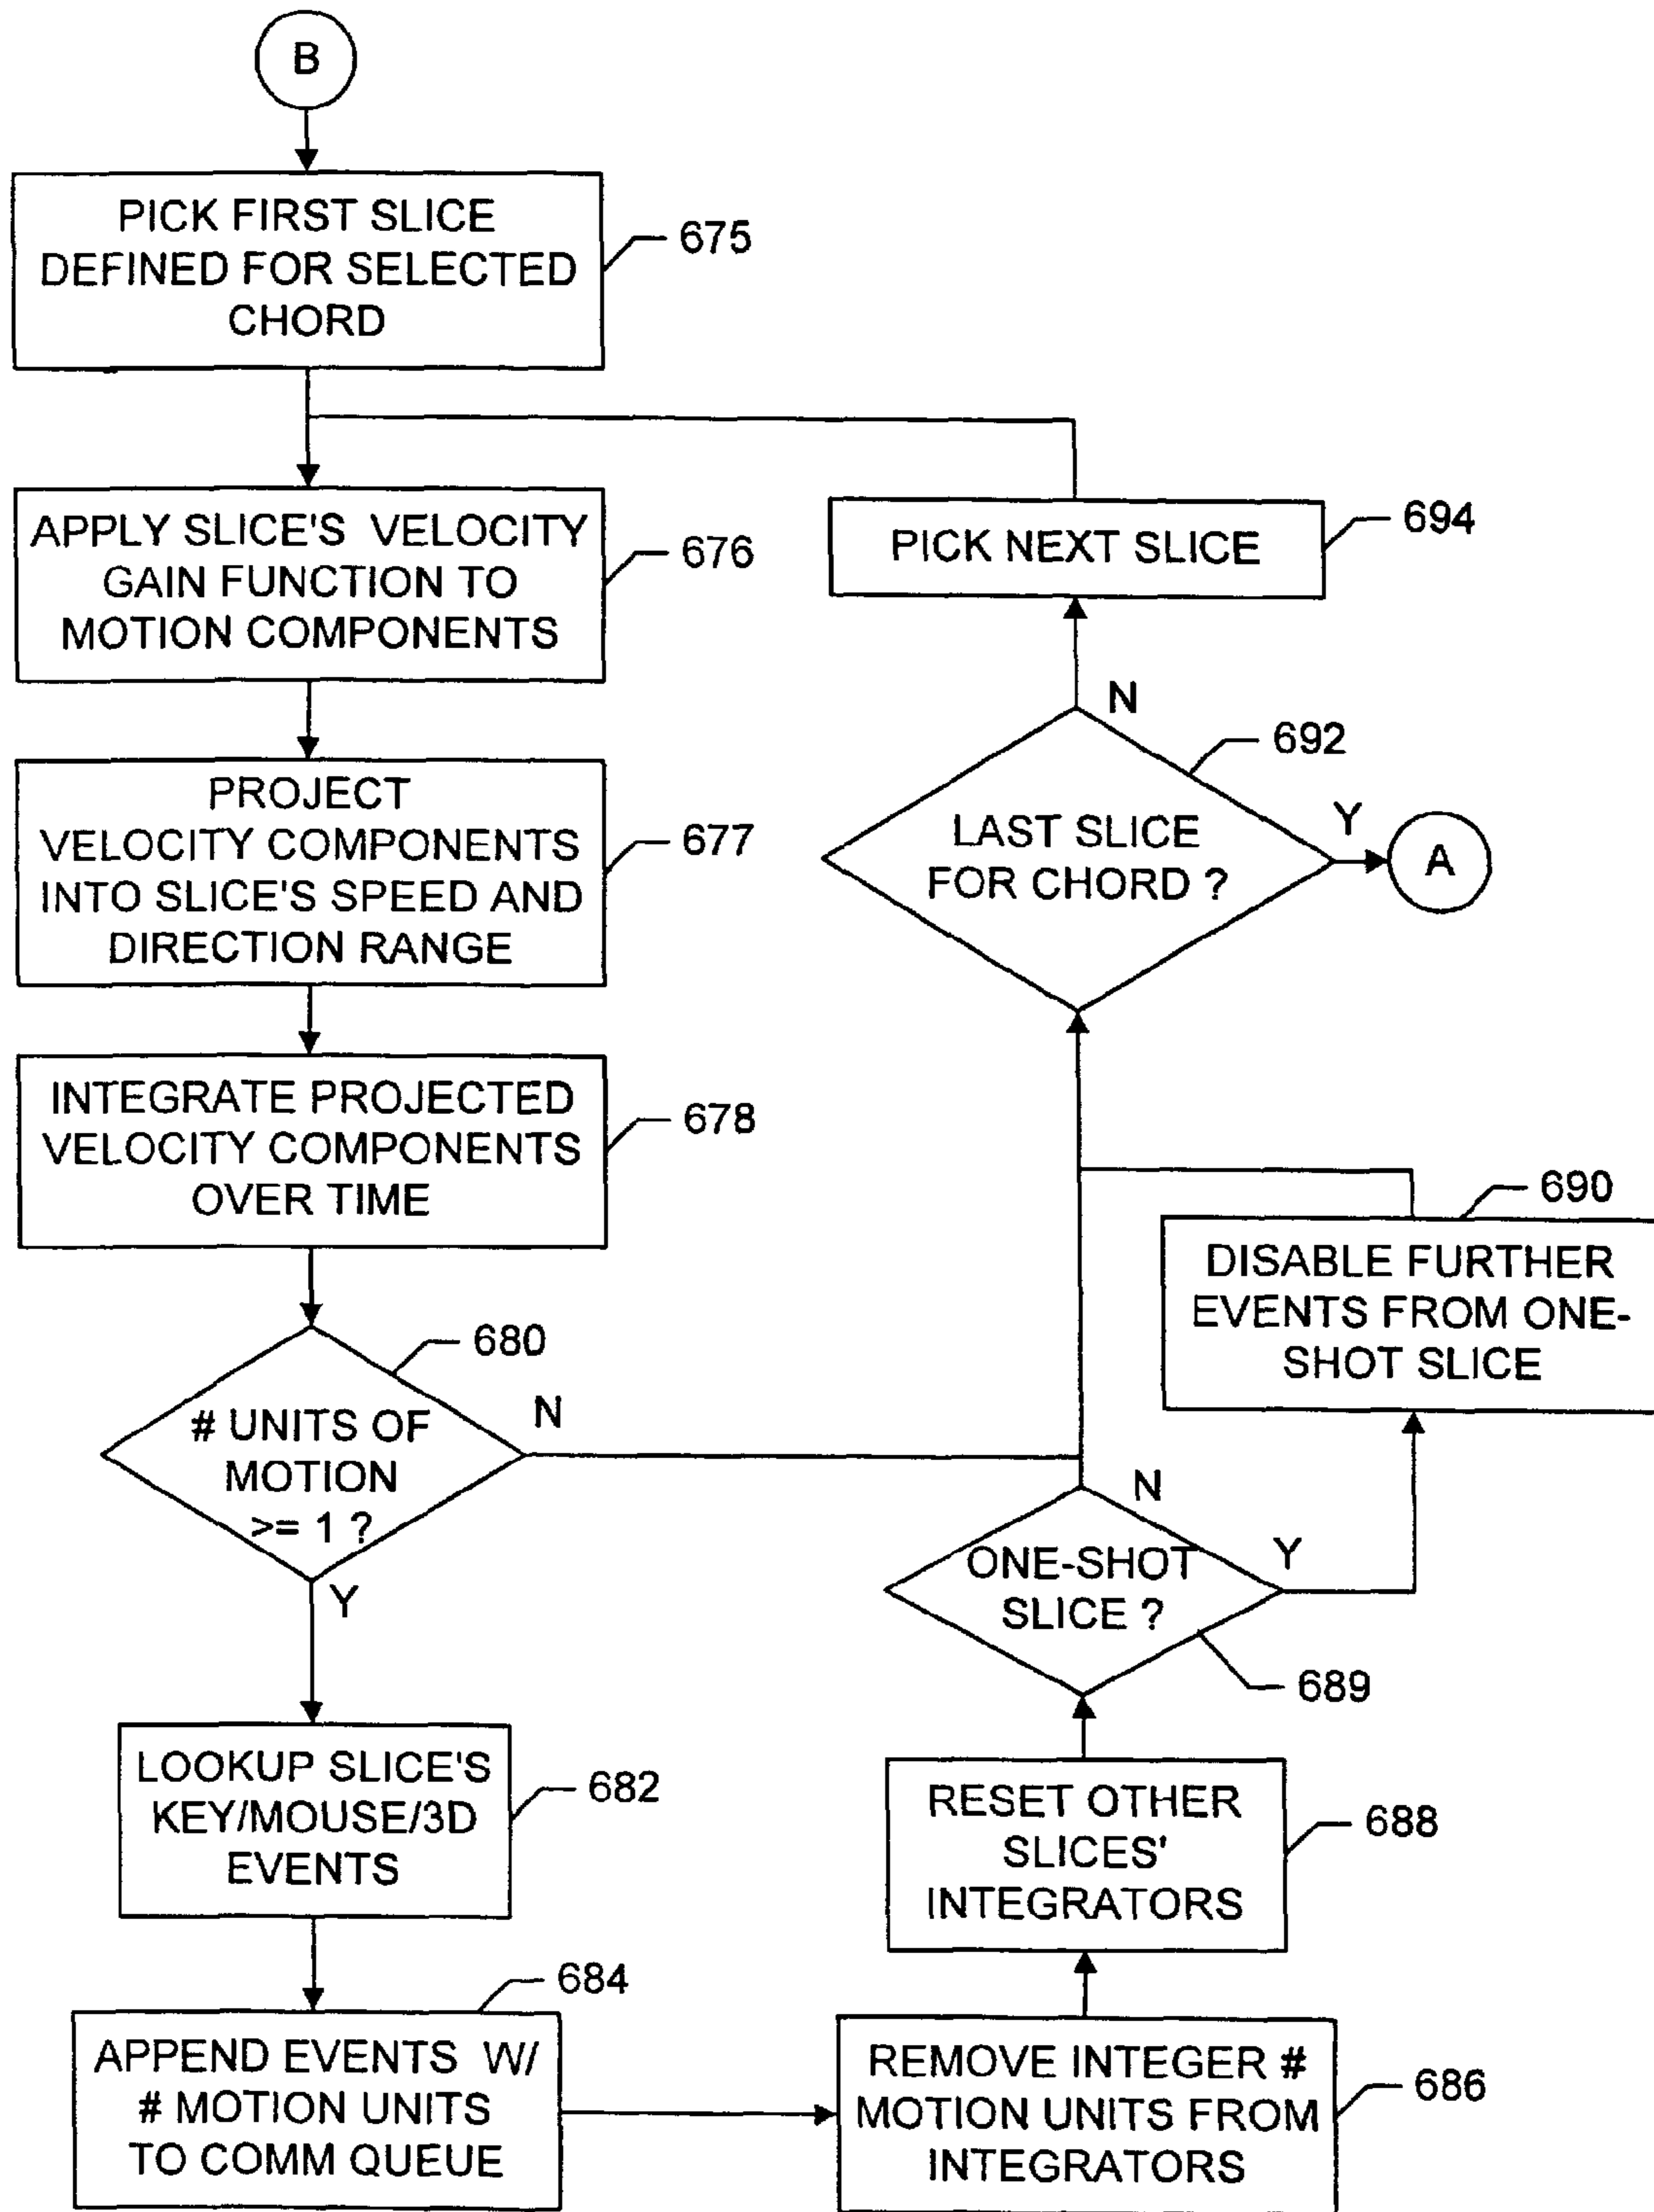 B
PICK FIRST SLICE
DEFINED FOR SELECTED
CHORD
675
APPLY SLICE'S VELOCITY
GAIN FUNCTION TO
MOTION COMPONENTS
676
PROJECT
VELOCITY COMPONENTS
INTO SLICE'S SPEED AND
DIRECTION RANGE
677
INTEGRATE PROJECTED
VELOCITY COMPONENTS
OVER TIME
678
680
# UNITS OF
MOTION
>= 1 ?
N
Y
LOOKUP SLICE'S
KEY/MOUSE/3D
EVENTS
682
684
APPEND EVENTS W/
# MOTION UNITS
TO COMM QUEUE
REMOVE INTEGER #
MOTION UNITS FROM
INTEGRATORS
686
RESET OTHER
SLICES'
INTEGRATORS
688
ONE-SHOT
SLICE ?
N
Y
689
690
DISABLE FURTHER
EVENTS FROM ONE-
SHOT SLICE
LAST SLICE
FOR CHORD ?
692
N
Y
A
PICK NEXT SLICE
694